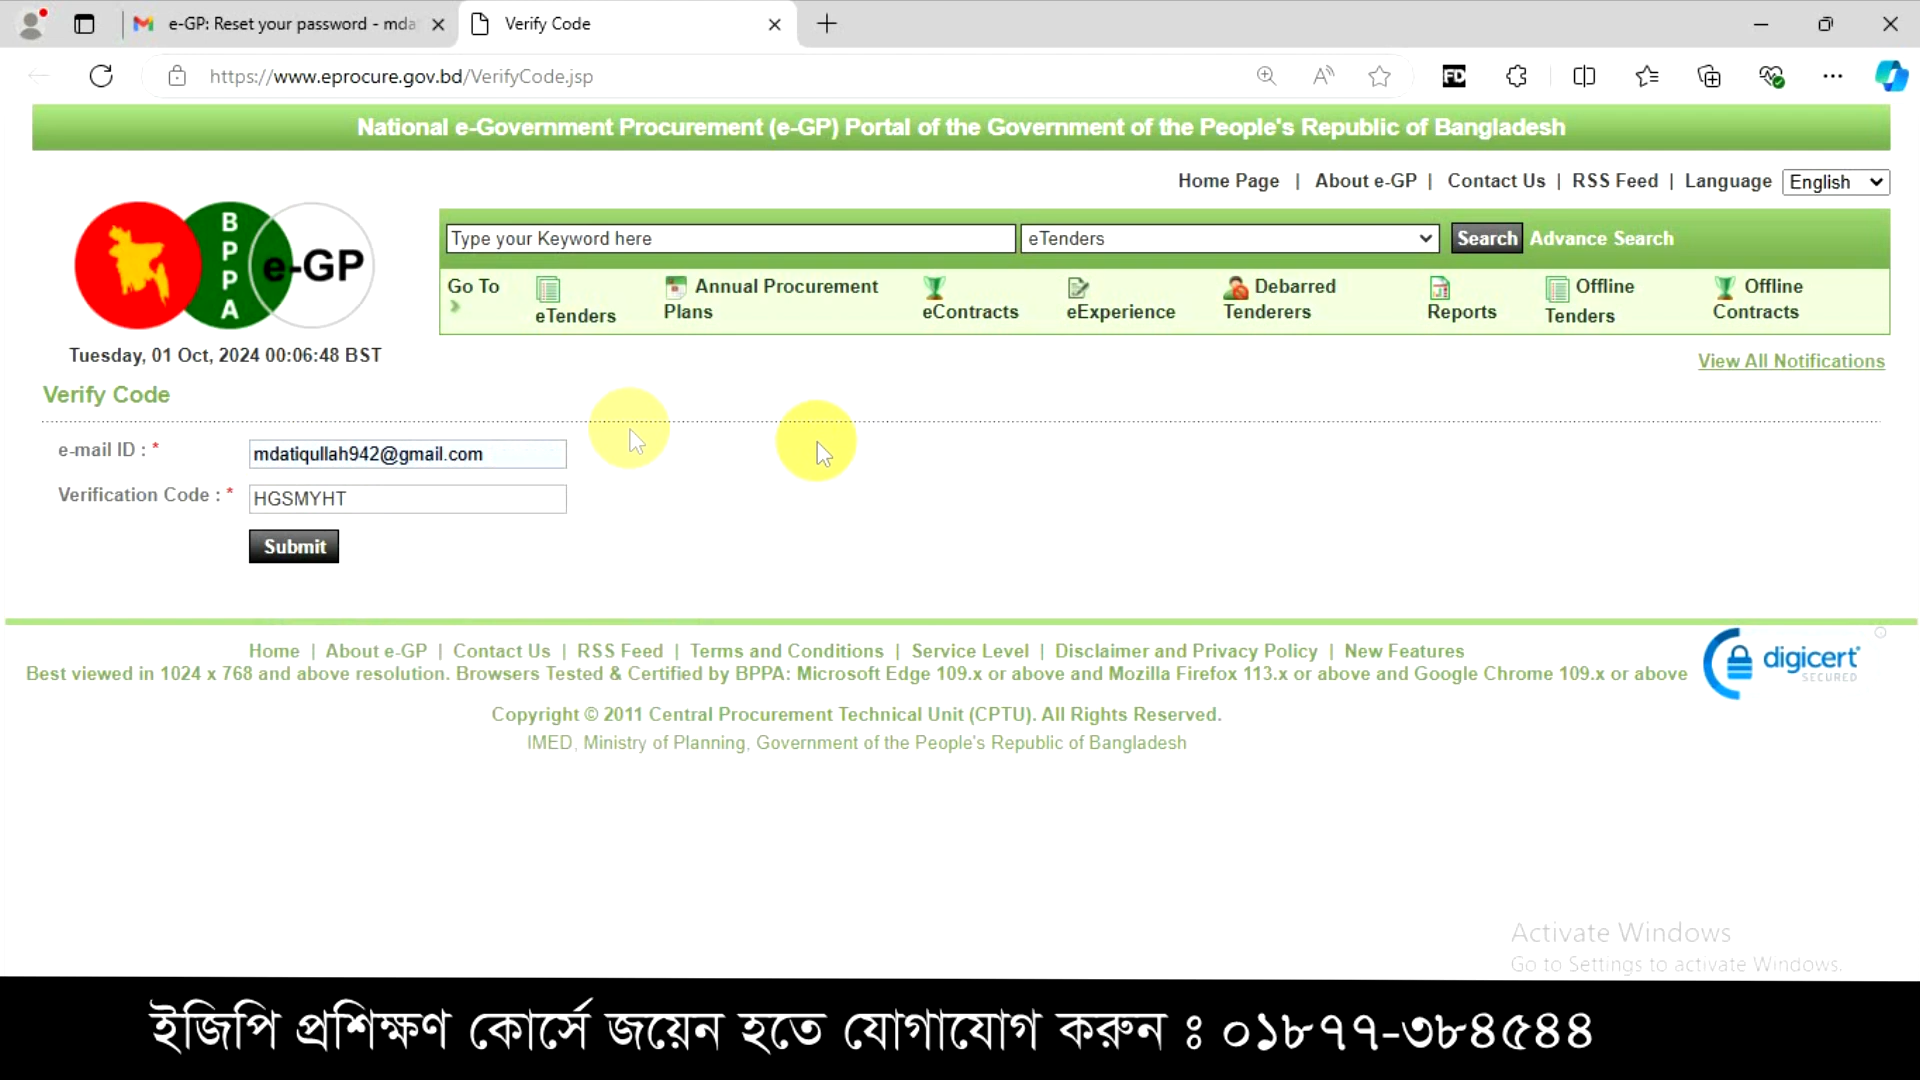 e-GP: Reset your password - mda
Verify Code
https://www.eprocure.gov.bd/VerifyCode.jsp
National e-Government Procurement (e-GP) Portal of the Government of the People's Republic of Bangladesh
Home Page | About e-GP | Contact Us | RSS Feed | Language English
BPPA
e-GP
Type your Keyword here eTenders Search Advance Search
Go To eTenders Annual Procurement Plans eContracts eExperience Debarred Tenderers Reports Offline Tenders Offline Contracts
Tuesday, 01 Oct, 2024 00:06:48 BST
View All Notifications
Verify Code
e-mail ID : * mdatiqullah942@gmail.com
Verification Code : * HGSMYHT
Submit
Home | About e-GP | Contact Us | RSS Feed | Terms and Conditions | Service Level | Disclaimer and Privacy Policy | New Features
Best viewed in 1024 x 768 and above resolution. Browsers Tested & Certified by BPPA: Microsoft Edge 109.x or above and Mozilla Firefox 113.x or above and Google Chrome 109.x or above
digicert
SECURED
Copyright © 2011 Central Procurement Technical Unit (CPTU). All Rights Reserved.
IMED, Ministry of Planning, Government of the People's Republic of Bangladesh
Activate Windows
Go to Settings to activate Windows.
ইজিপি প্রশিক্ষণ কোর্সে জয়েন হতে যোগাযোগ করুন ঃ ০১৮৭৭-৩৮৪৫৪৪